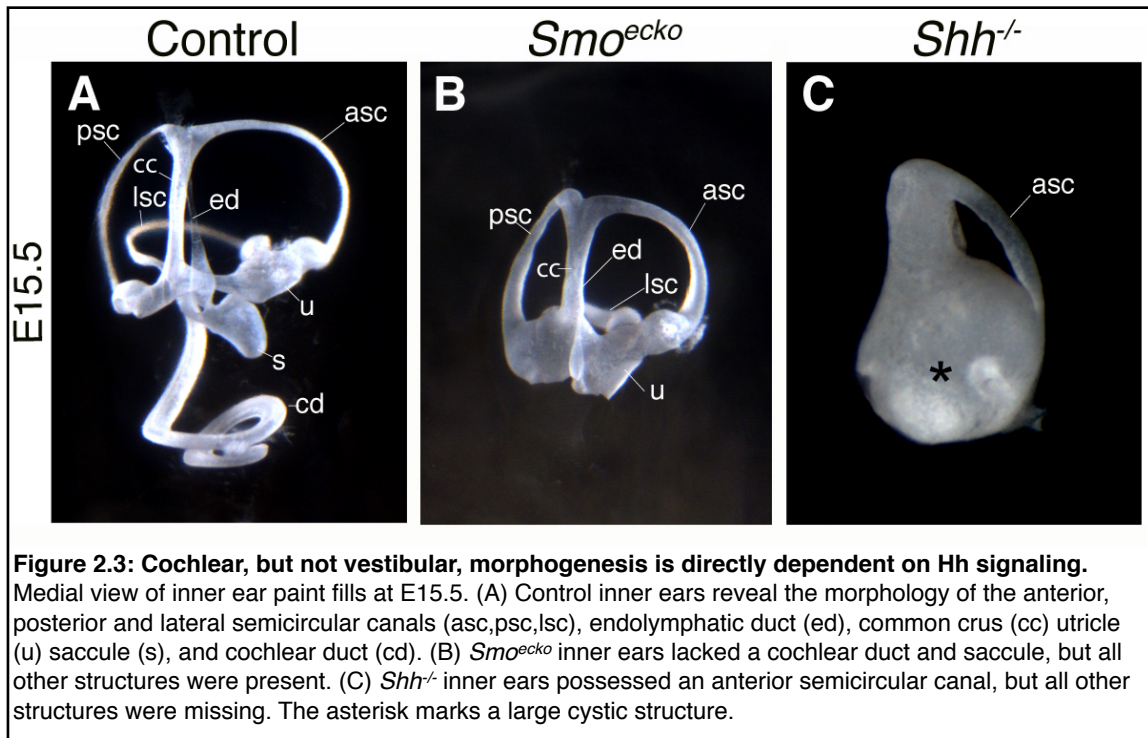 Control
Smo^ecko
Shh^-/-
E15.5
A
psc
asc
cc
lsc
ed
u
s
cd
B
psc
asc
cc
ed
lsc
u
C
asc
*
Figure 2.3: Cochlear, but not vestibular, morphogenesis is directly dependent on Hh signaling.
Medial view of inner ear paint fills at E15.5. (A) Control inner ears reveal the morphology of the anterior,
posterior and lateral semicircular canals (asc,psc,lsc), endolymphatic duct (ed), common crus (cc) utricle
(u) saccule (s), and cochlear duct (cd). (B) Smo^ecko inner ears lacked a cochlear duct and saccule, but all
other structures were present. (C) Shh^-/- inner ears possessed an anterior semicircular canal, but all other
structures were missing. The asterisk marks a large cystic structure.